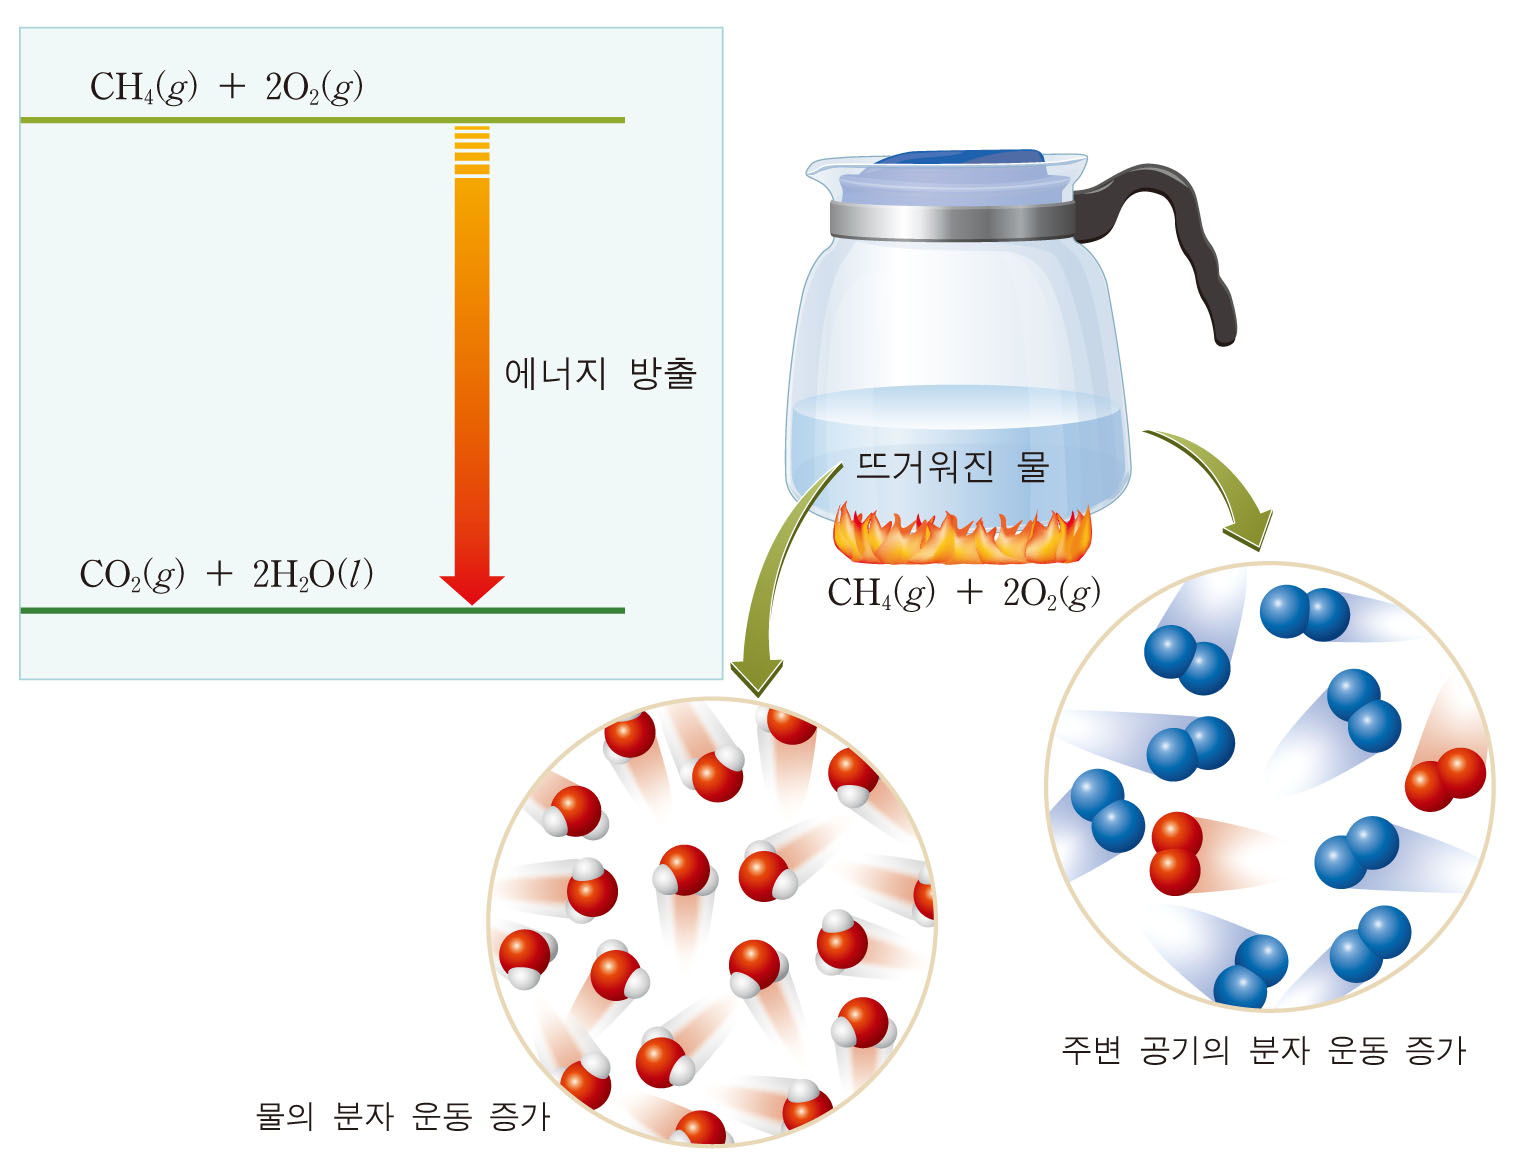 CH₄(g) + 2O₂(g)
에너지 방출
CO₂(g) + 2H₂O(l)
뜨거워진 물
CH₄(g) + 2O₂(g)
주변 공기의 분자 운동 증가
물의 분자 운동 증가